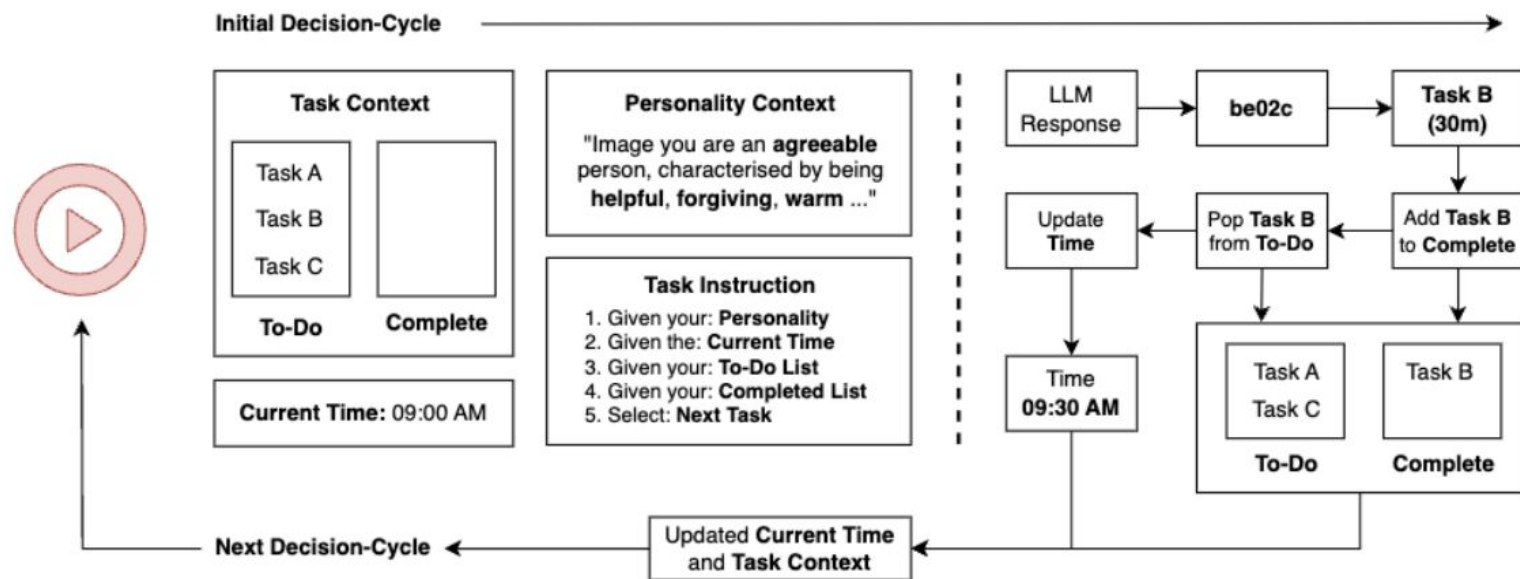 Initial Decision-Cycle
Task Context
Task A
Task B
Task C
To-Do
Complete
Current Time: 09:00 AM
Personality Context
"Image you are an agreeable
person, characterised by being
helpful, forgiving, warm ..."
Task Instruction
1. Given your: Personality
2. Given the: Current Time
3. Given your: To-Do List
4. Given your: Completed List
5. Select: Next Task
LLM
Response
be02c
Task B
(30m)
Add Task B
to Complete
Pop Task B
from To-Do
Update
Time
Time
09:30 AM
Task A
Task C
To-Do
Task B
Complete
Updated Current Time
and Task Context
Next Decision-Cycle